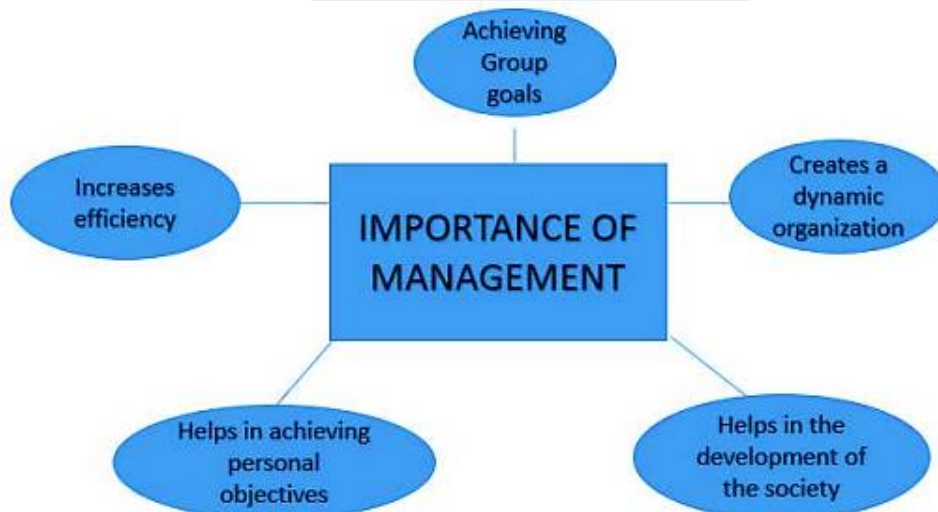 Achieving
Group
goals
Increases
efficiency
IMPORTANCE OF
MANAGEMENT
Creates a
dynamic
organization
Helps in achieving
personal
objectives
Helps in the
development of
the society